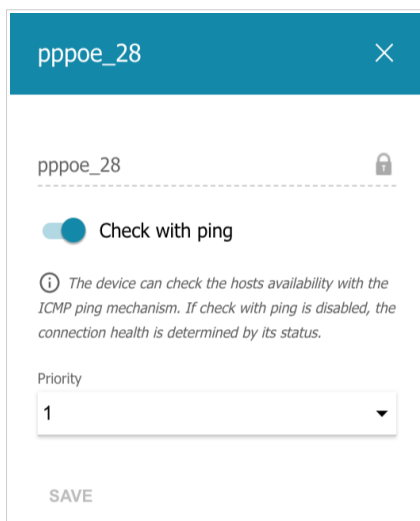 pppoe_28
pppoe_28
Check with ping
The device can check the hosts availability with the
ICMP ping mechanism. If check with ping is disabled, the
connection health is determined by its status.
Priority
1
SAVE